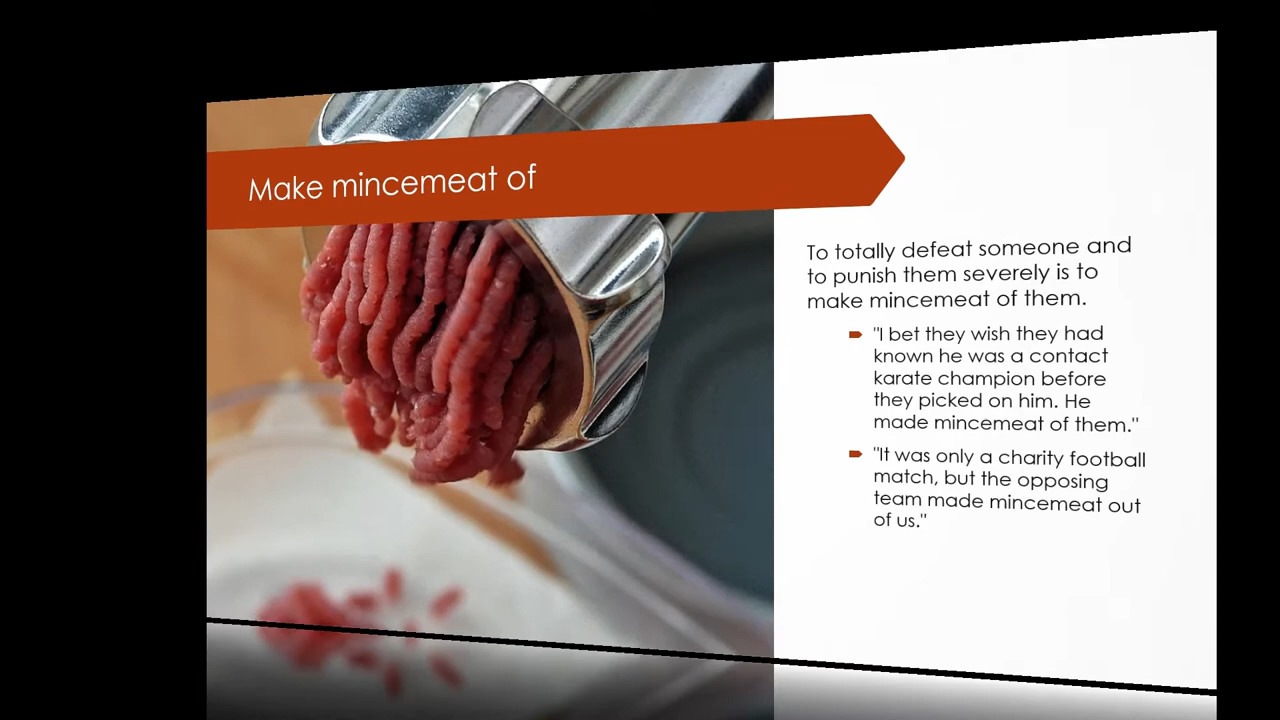 Make mincemeat of
To totally defeat someone and
to punish them severely is to
make mincemeat of them.
"I bet they wish they had
known he was a contact
karate champion before
they picked on him. He
made mincemeat of them."
"It was only a charity football
match, but the opposing
team made mincemeat out
of us."